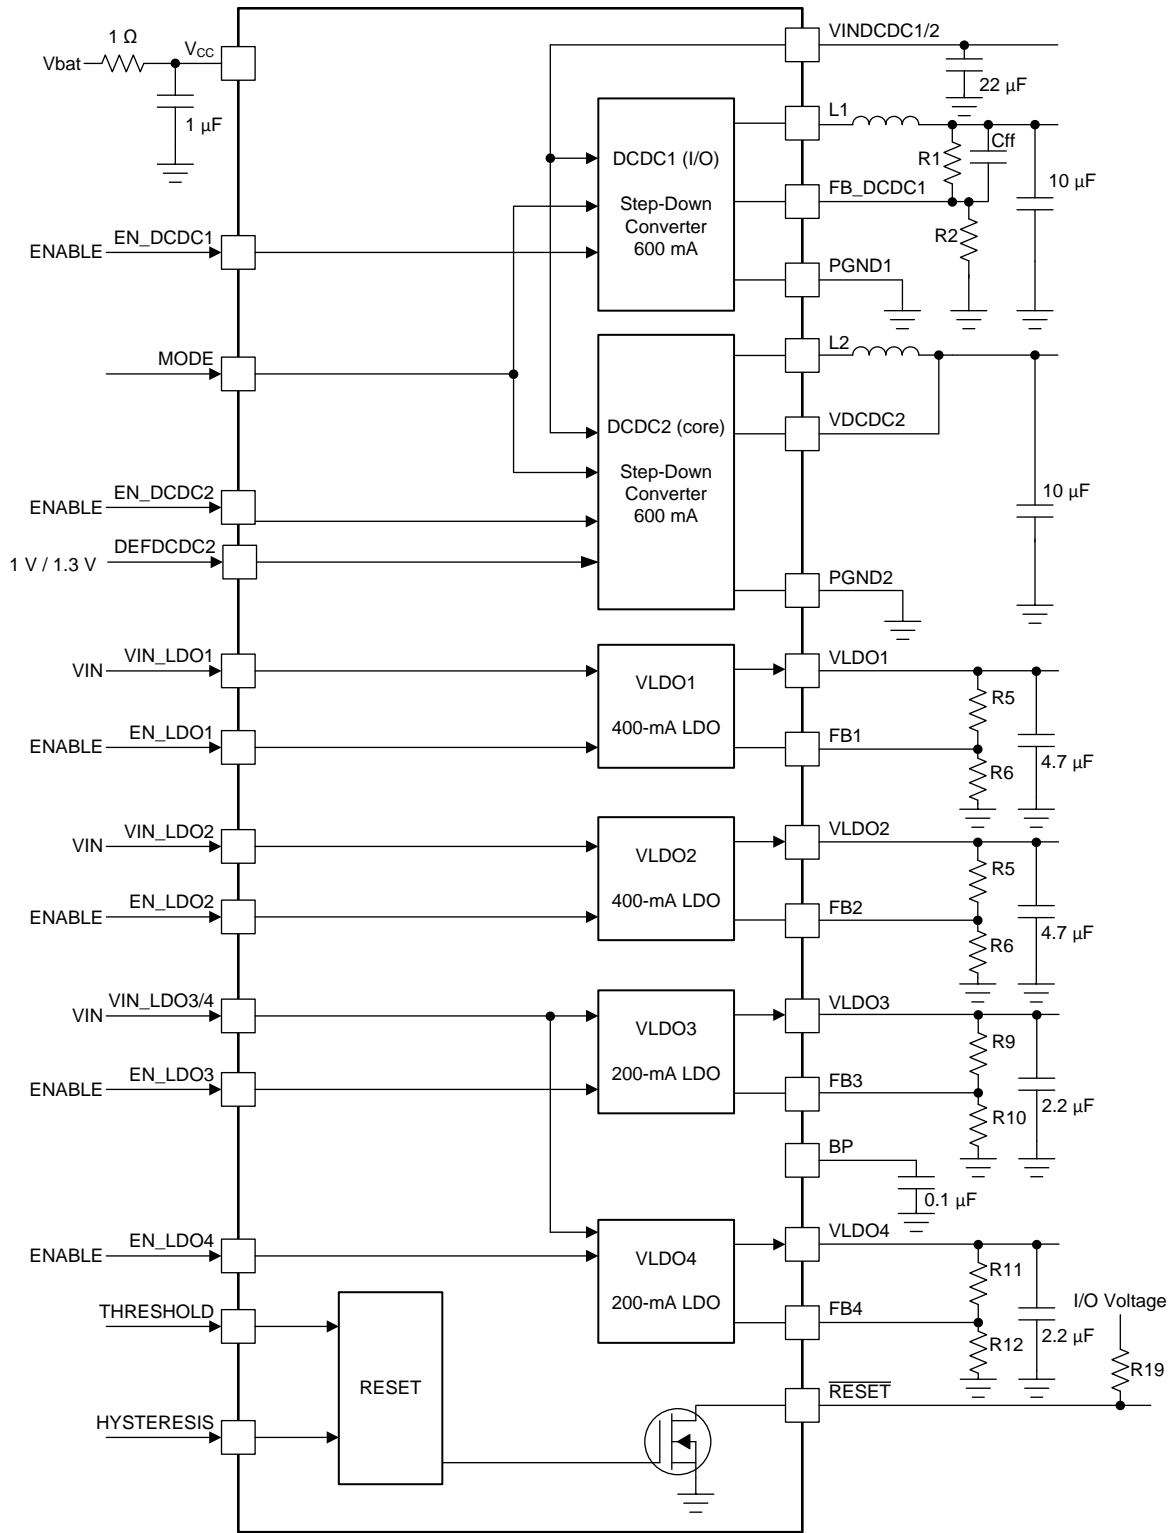 VINDCDC1/2
1 Ω
VCC
Vbat
22 µF
1 µF
L1
Cff
DCDC1 (I/O)
R1
FB_DCDC1
10 µF
Step-Down
Converter
600 mA
R2
ENABLE
EN_DCDC1
PGND1
L2
MODE
DCDC2 (core)
VDCDC2
Step-Down
Converter
600 mA
ENABLE
EN_DCDC2
10 µF
1 V / 1.3 V
DEFDCDC2
PGND2
VIN
VIN_LDO1
VLDO1
400-mA LDO
VLDO1
R5
ENABLE
EN_LDO1
FB1
R6
4.7 µF
VIN
VIN_LDO2
VLDO2
400-mA LDO
VLDO2
R5
ENABLE
EN_LDO2
FB2
R6
4.7 µF
VIN
VIN_LDO3/4
VLDO3
200-mA LDO
VLDO3
R9
ENABLE
EN_LDO3
FB3
R10
2.2 µF
BP
0.1 µF
ENABLE
EN_LDO4
VLDO4
200-mA LDO
VLDO4
R11
THRESHOLD
FB4
R12
2.2 µF
I/O Voltage
R19
RESET
RESET
HYSTERESIS